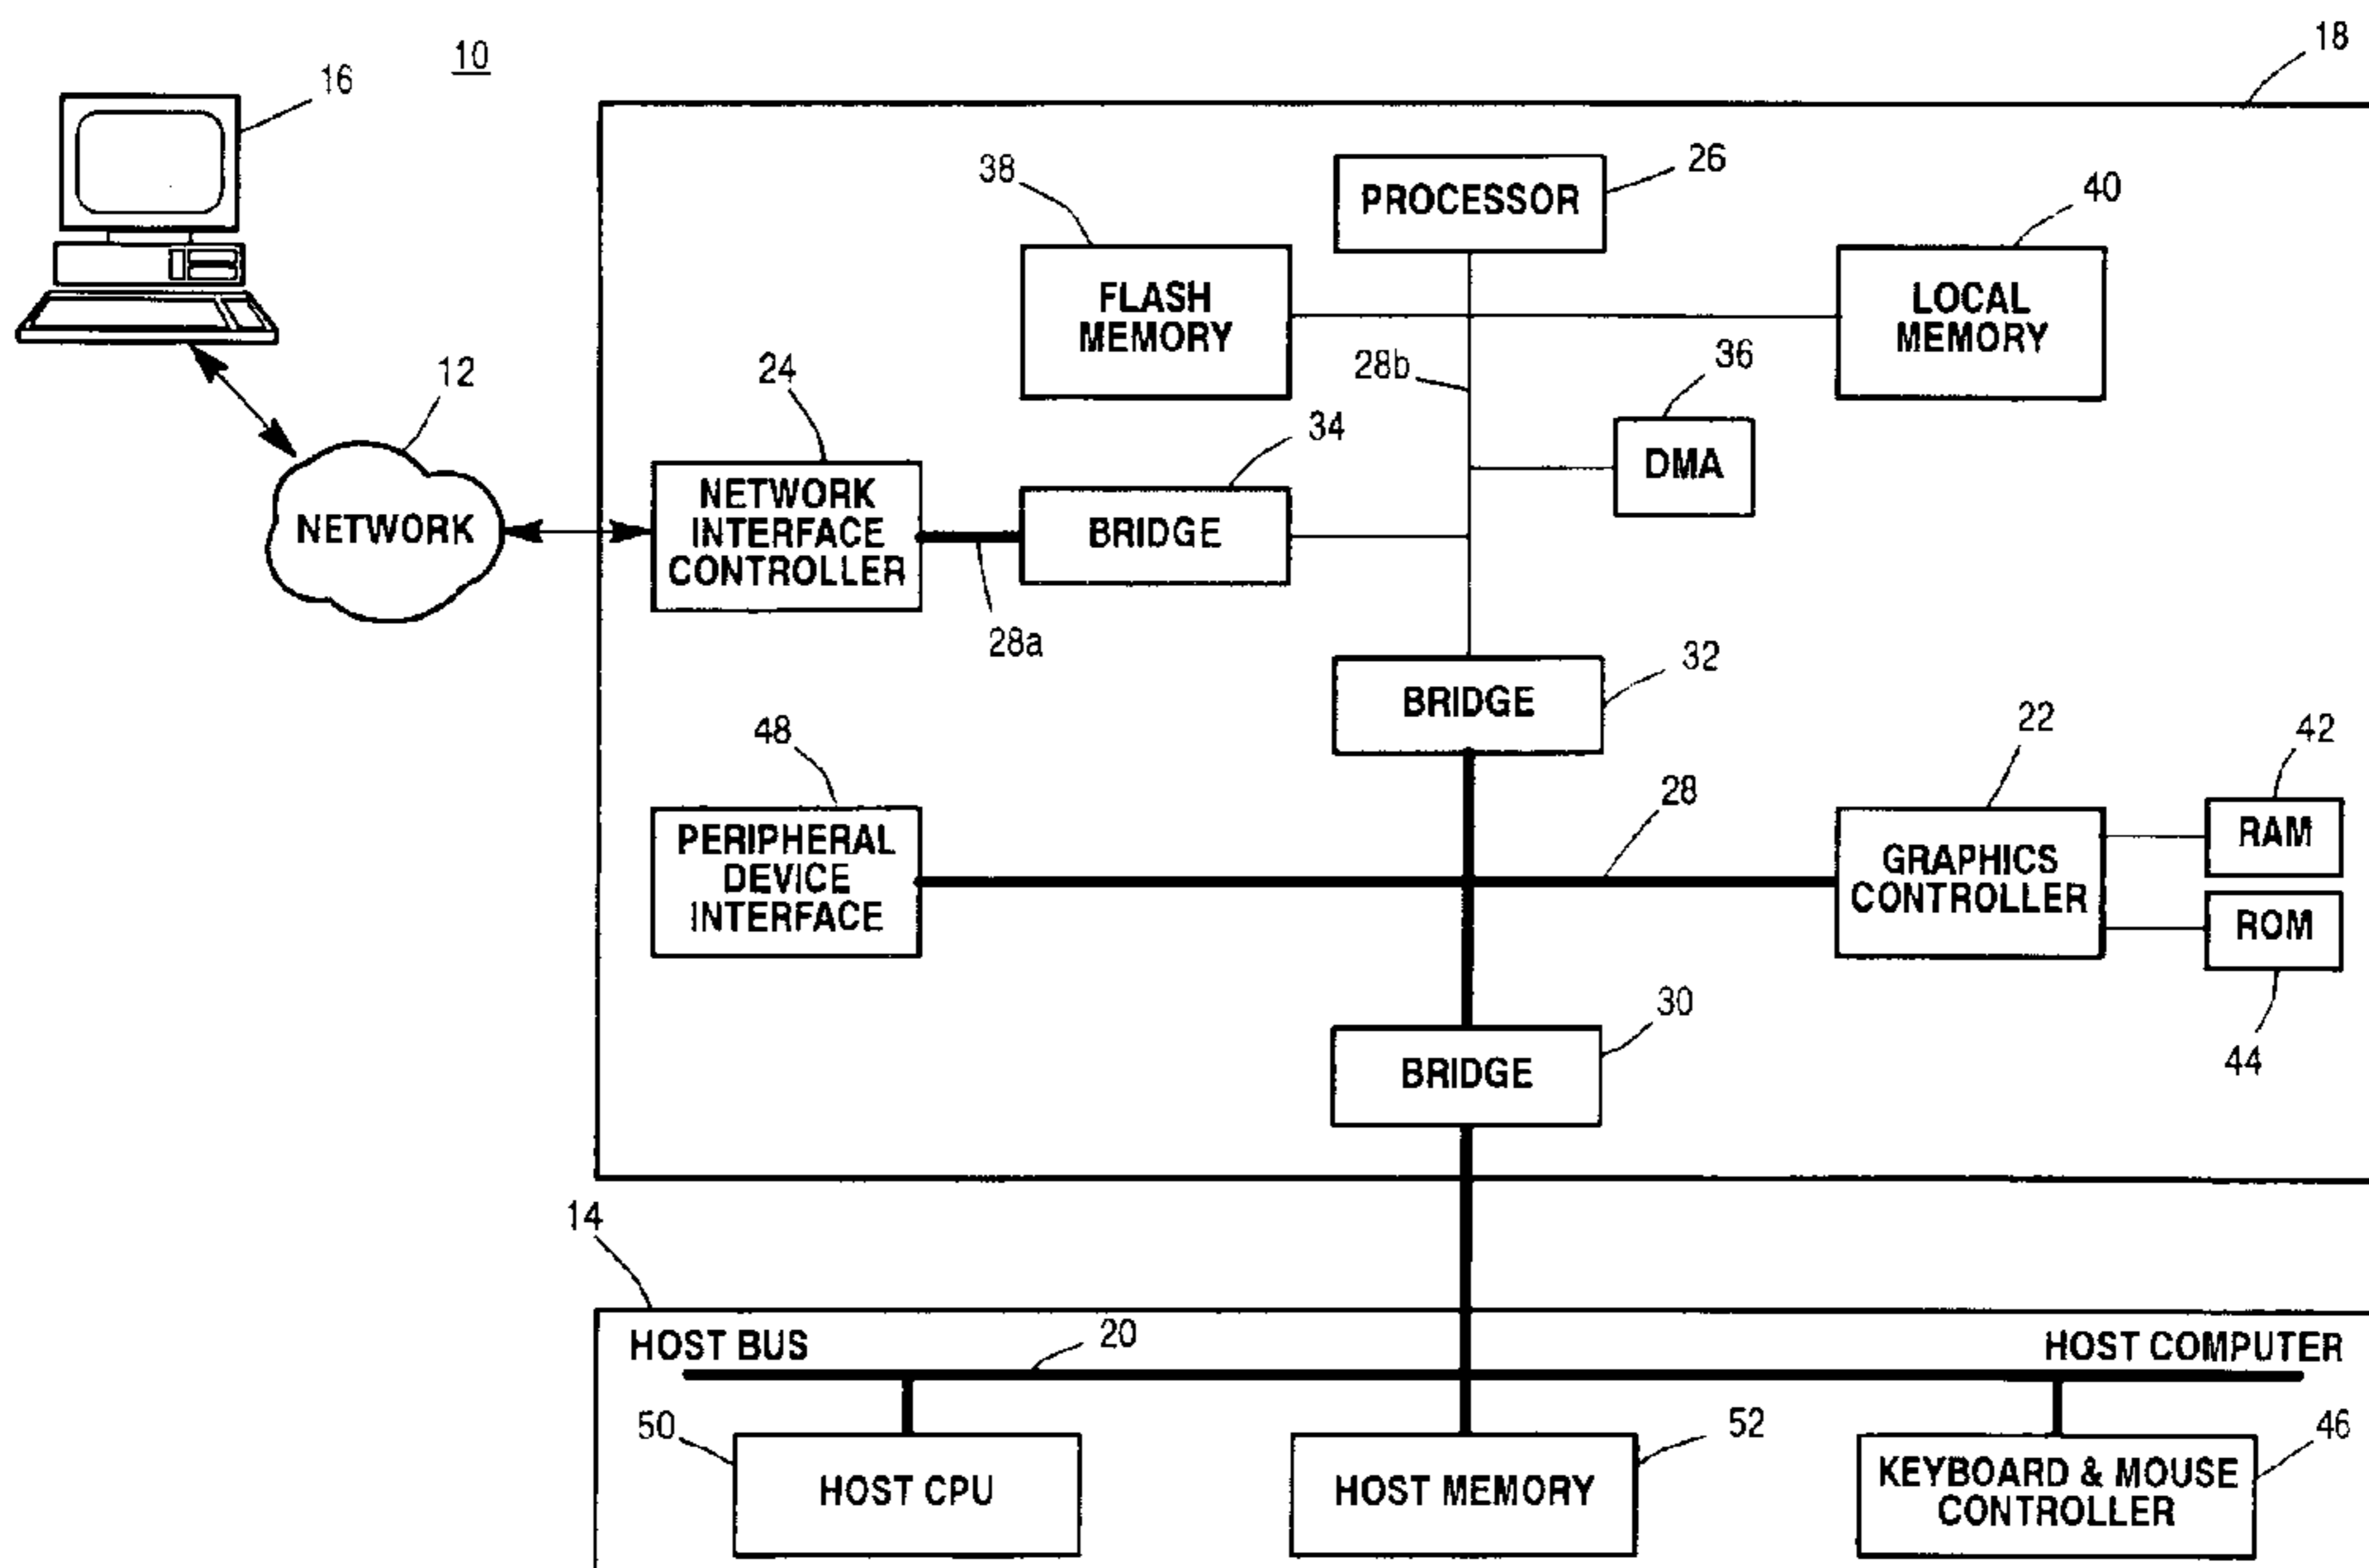 10
16
18
38
PROCESSOR
26
40
FLASH
MEMORY
LOCAL
MEMORY
12
24
28b
36
34
DMA
NETWORK
NETWORK
INTERFACE
CONTROLLER
BRIDGE
28a
32
BRIDGE
48
22
42
28
PERIPHERAL
DEVICE
INTERFACE
GRAPHICS
CONTROLLER
RAM
ROM
30
BRIDGE
44
14
HOST BUS
20
HOST COMPUTER
50
52
46
HOST CPU
HOST MEMORY
KEYBOARD & MOUSE
CONTROLLER